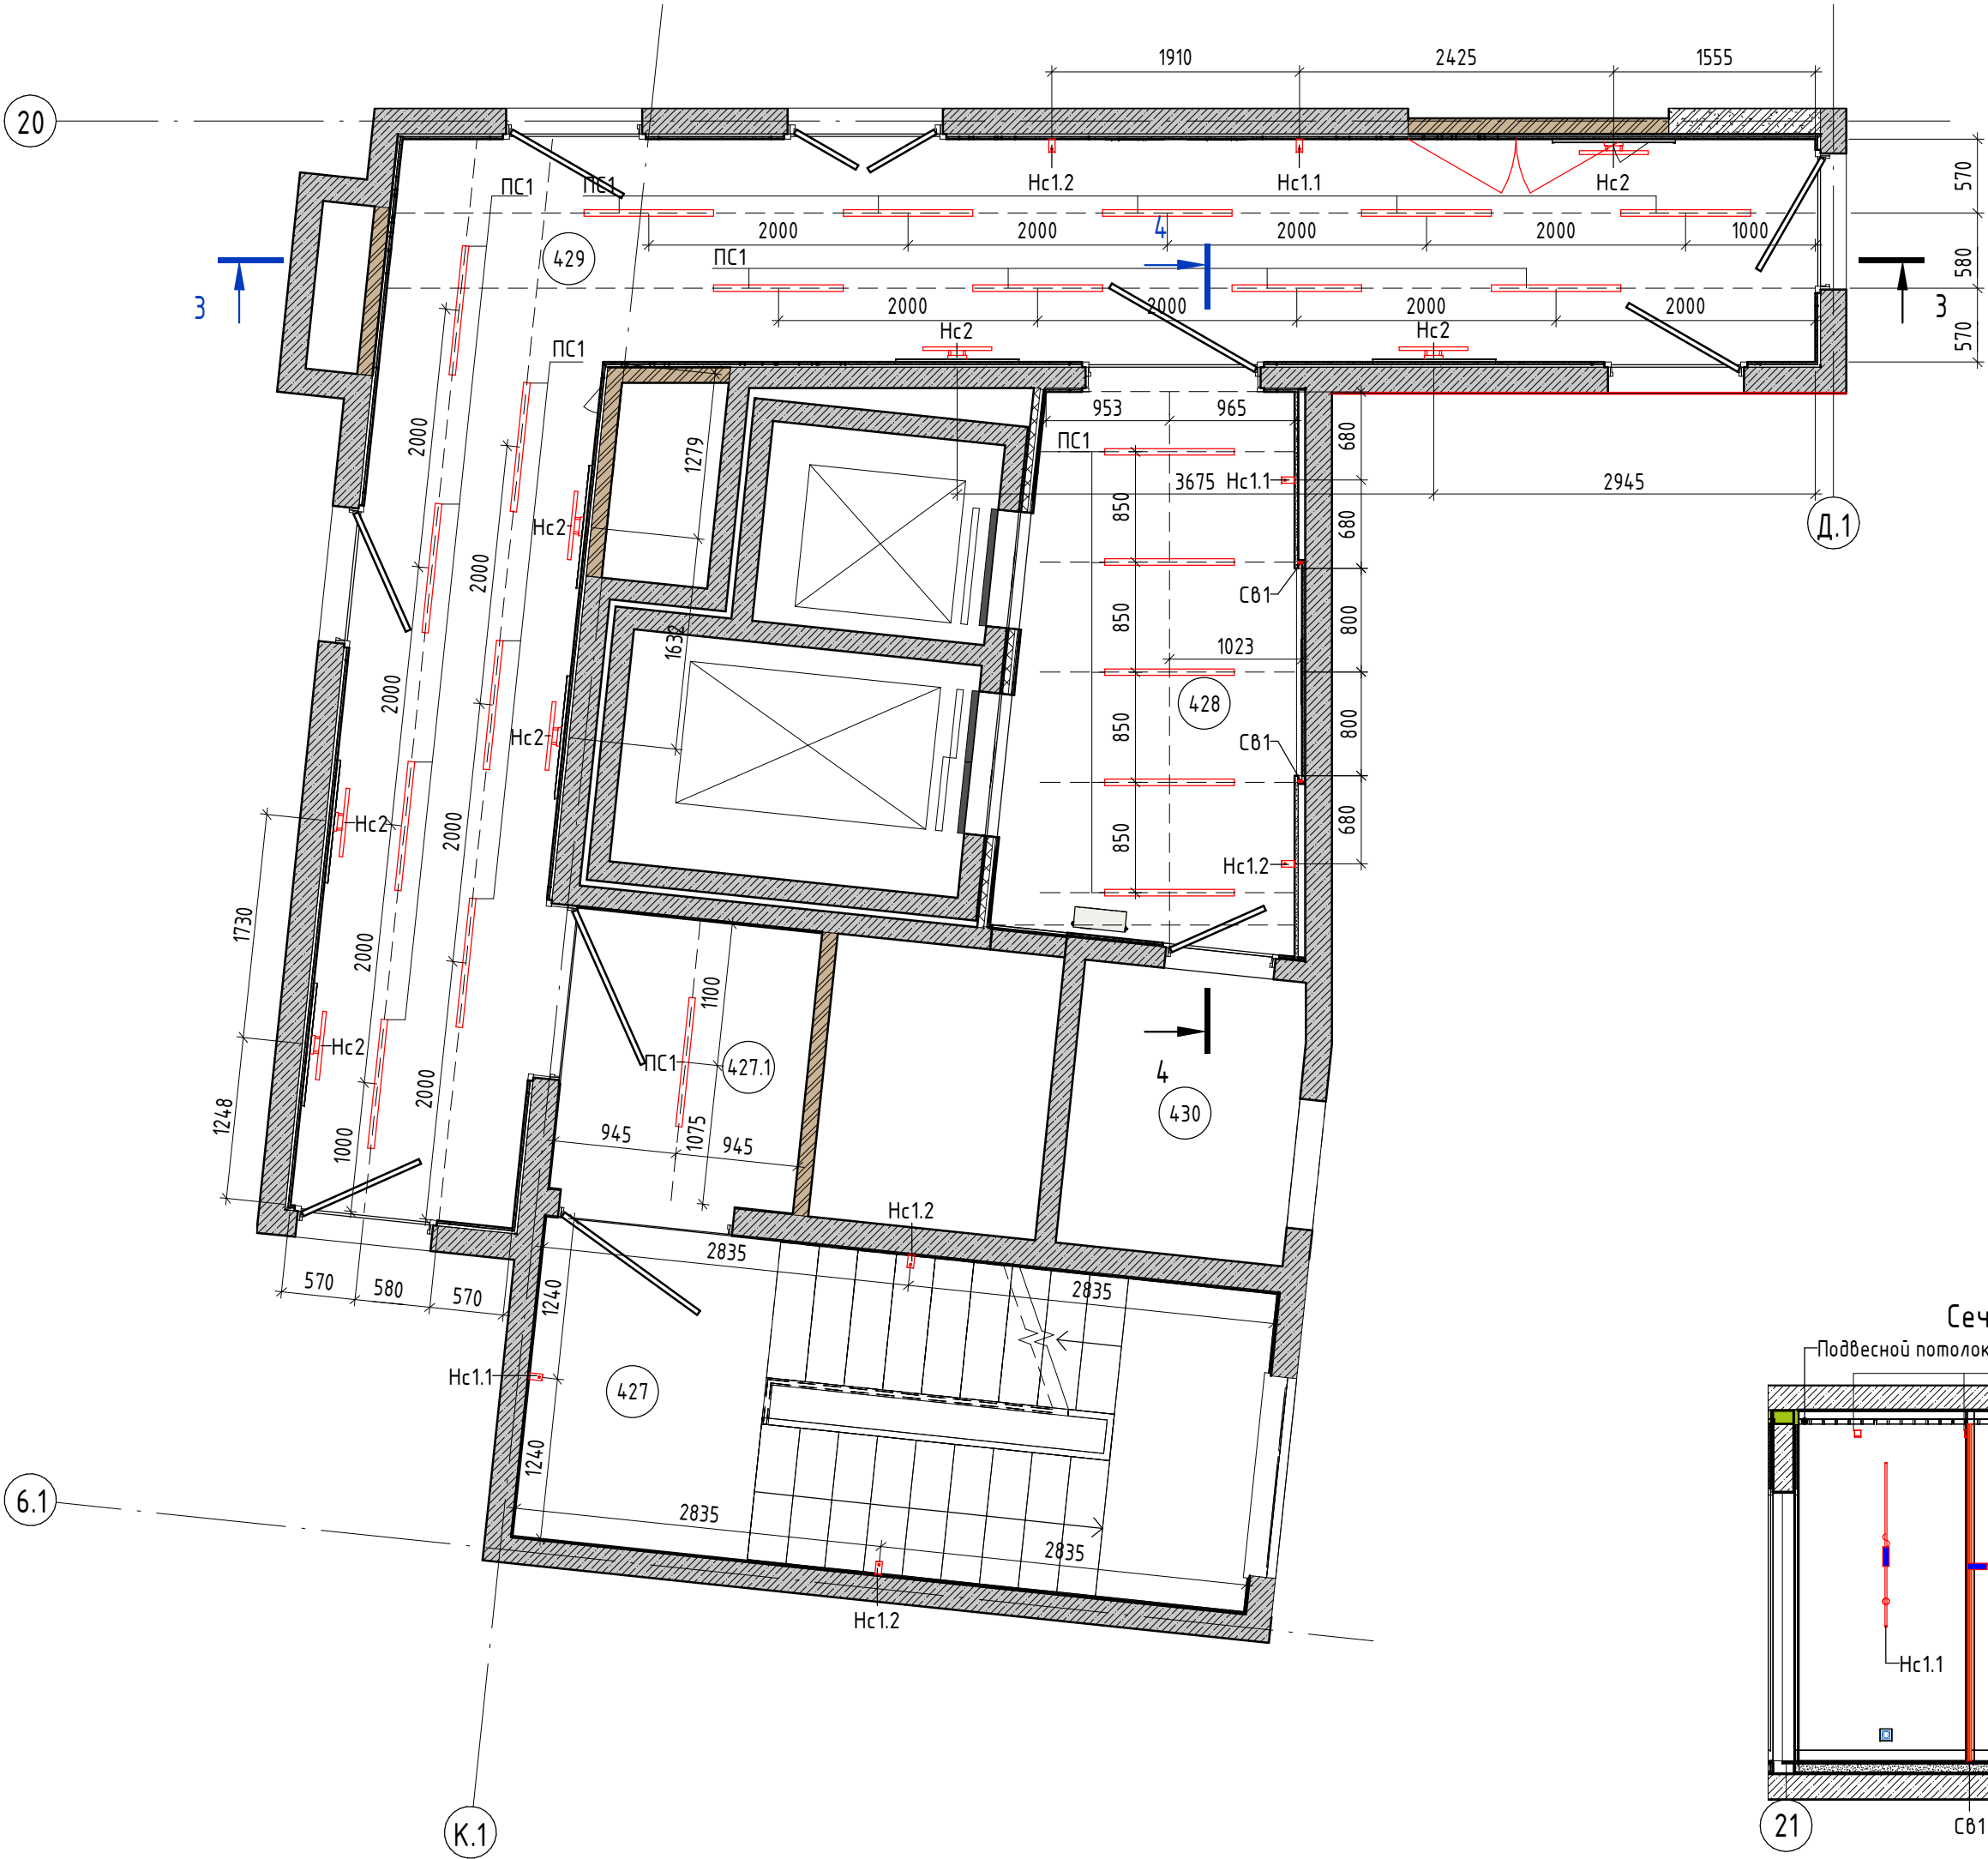 1910
2425
1555
20
570
Нс1.2
Нс1.1
Нс2
ПС1
ПС1
2000
2000
2000
2000
1000
4
429
580
3
3
ПС1
2000
2000
2000
2000
Нс2
Нс2
570
ПС1
953
965
680
2000
1279
ПС1
3675
Нс1.1
2945
850
680
Нс2
Д.1
2000
850
Св1
800
1632
1023
2000
428
Нс2
850
Св1
800
Нс2
2000
850
680
Нс1.2
1730
2000
1100
Нс2
ПС1
427.1
4
430
1248
1000
2000
945
1075
945
Нс1.2
2835
570
580
570
1240
2835
Сеч
Подвесной потолок
Нс1.1
427
1240
6.1
2835
2835
Нс1.2
Нс1.1
К.1
21
Св1